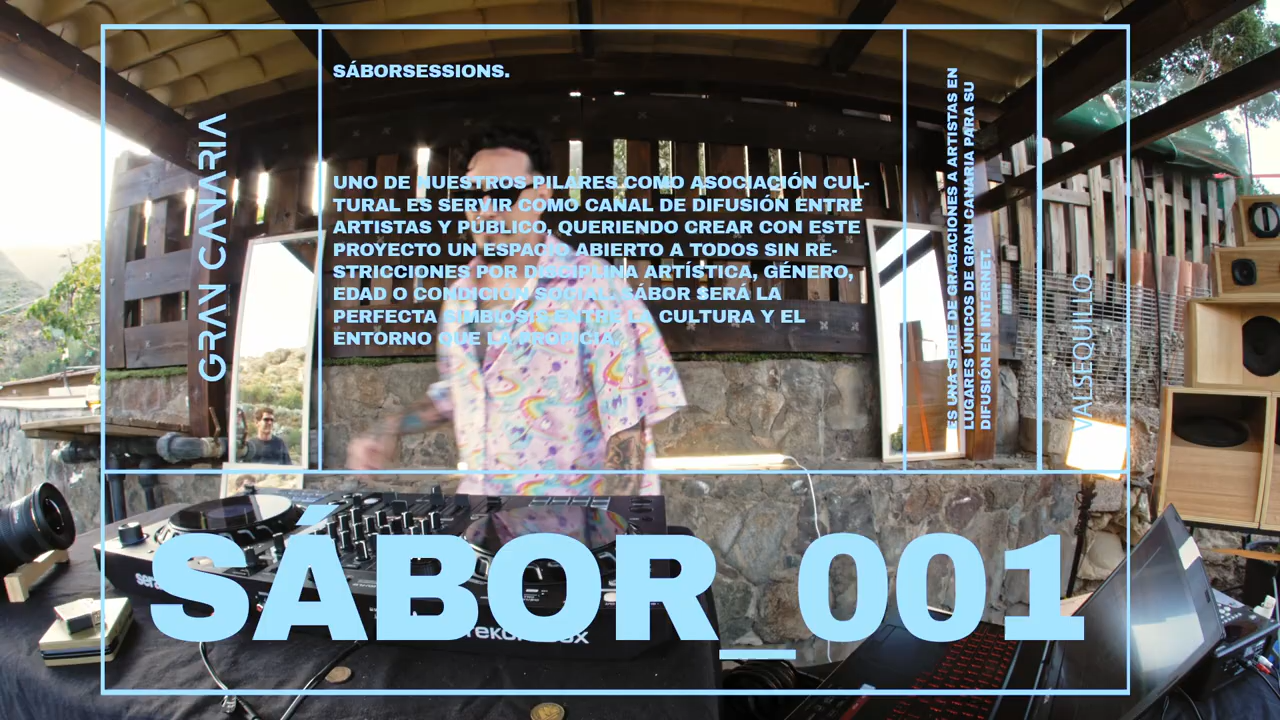 SÁBORSESSIONS.
GRAN CANARIA
UNO DE NUESTROS PILARES COMO ASOCIACIÓN CUL-
TURAL ES SERVIR COMO CANAL DE DIFUSIÓN ENTRE
ARTISTAS Y PÚBLICO, QUERIENDO CREAR CON ESTE
PROYECTO UN ESPACIO ABIERTO A TODOS SIN RE-
STRICCIONES POR DISCIPLINA ARTÍSTICA, GÉNERO,
EDAD O CONDICIÓN SOCIAL. SÁBOR SERÁ LA
PERFECTA SIMBIOSIS ENTRE LA CULTURA Y EL
ENTORNO QUE LA PROPICIA.
ES UNA SERIE DE GRABACIONES A ARTISTAS EN
LUGARES ÚNICOS DE GRAN CANARIA PARA SU
DIFUSIÓN EN INTERNET.
VALSEQUILLO
SÁBOR_001